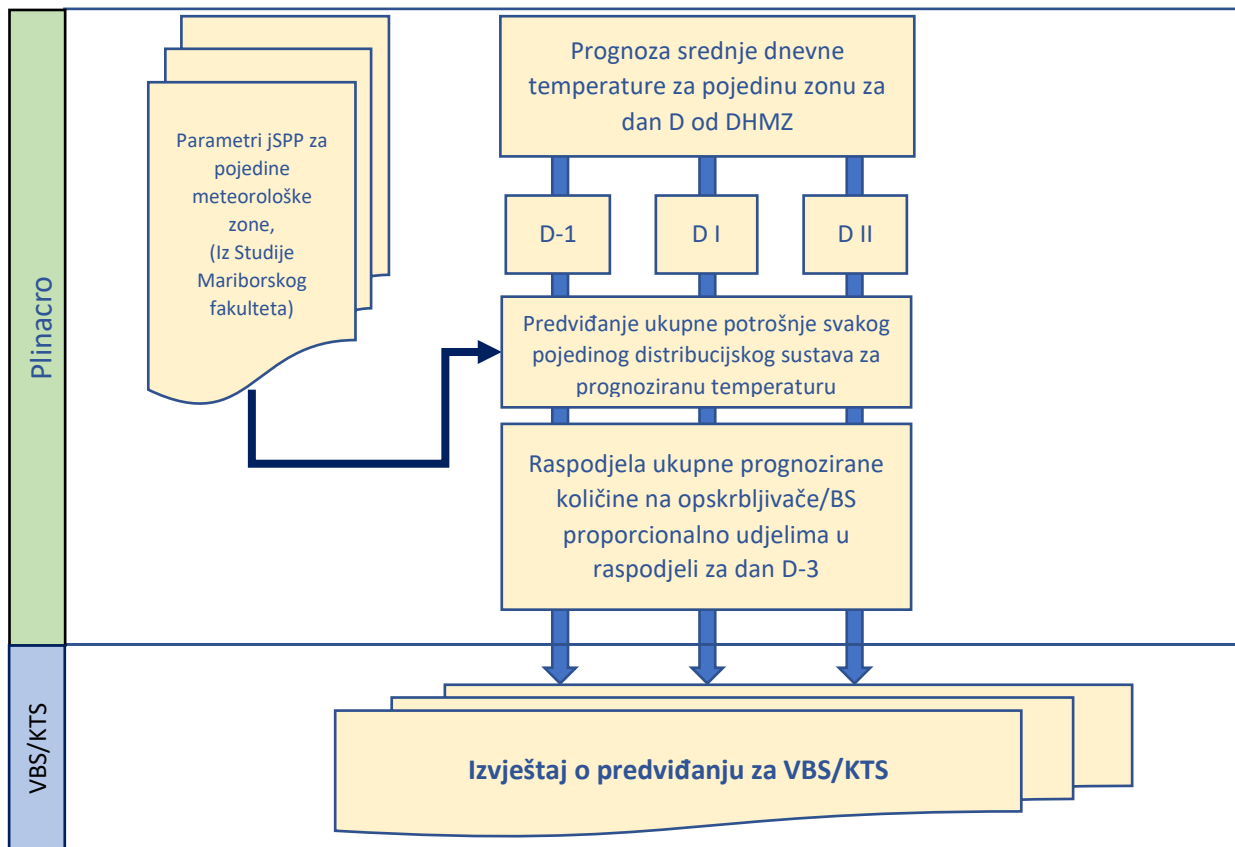 Plinacro
Parametri jSPP za
pojedine
meteorološke
zone,
(Iz Studije
Mariborskog
fakulteta)
Prognoza srednje dnevne
temperature za pojedinu zonu za
dan D od DHMZ
D-1
D I
D II
Predviđanje ukupne potrošnje svakog
pojedinog distribucijskog sustava za
prognoziranu temperaturu
Raspodjela ukupne prognozirane
količine na opskrbljivače/BS
proporcionalno udjelima u
raspodjeli za dan D-3
VBS/KTS
Izvještaj o predviđanju za VBS/KTS